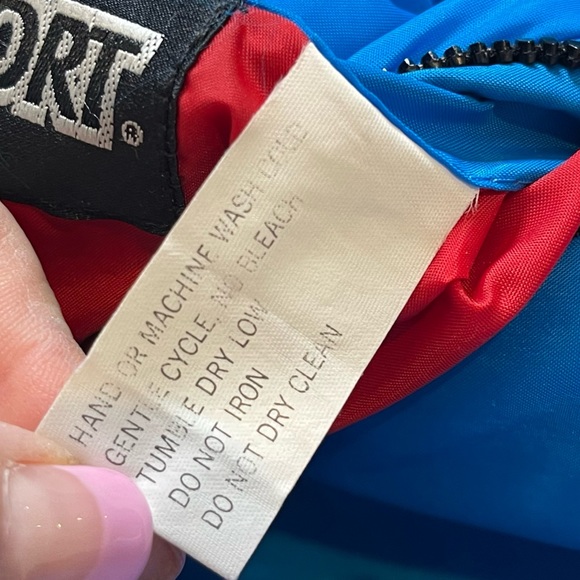 ORT®
HAND OR MACHINE WASH COLD
GENTLE CYCLE, NO BLEACH
TUMBLE DRY LOW
DO NOT IRON
DO NOT DRY CLEAN